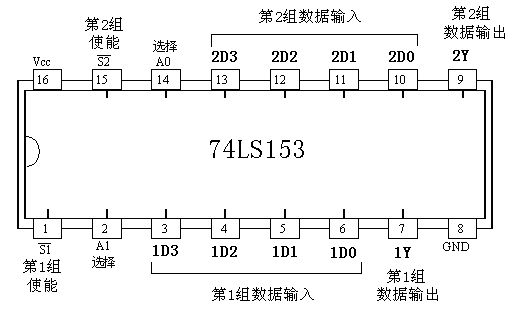 第2组数据输入
第2组
数据输出
第2组
使能
选择
Vcc
S2
A0
2D3
2D2
2D1
2D0
2Y
16
15
14
13
12
11
10
9
74LS153
1
2
3
4
5
6
7
8
S1
A1
1D3
1D2
1D1
1D0
1Y
GND
第1组
使能
选择
第1组数据输入
第1组
数据输出